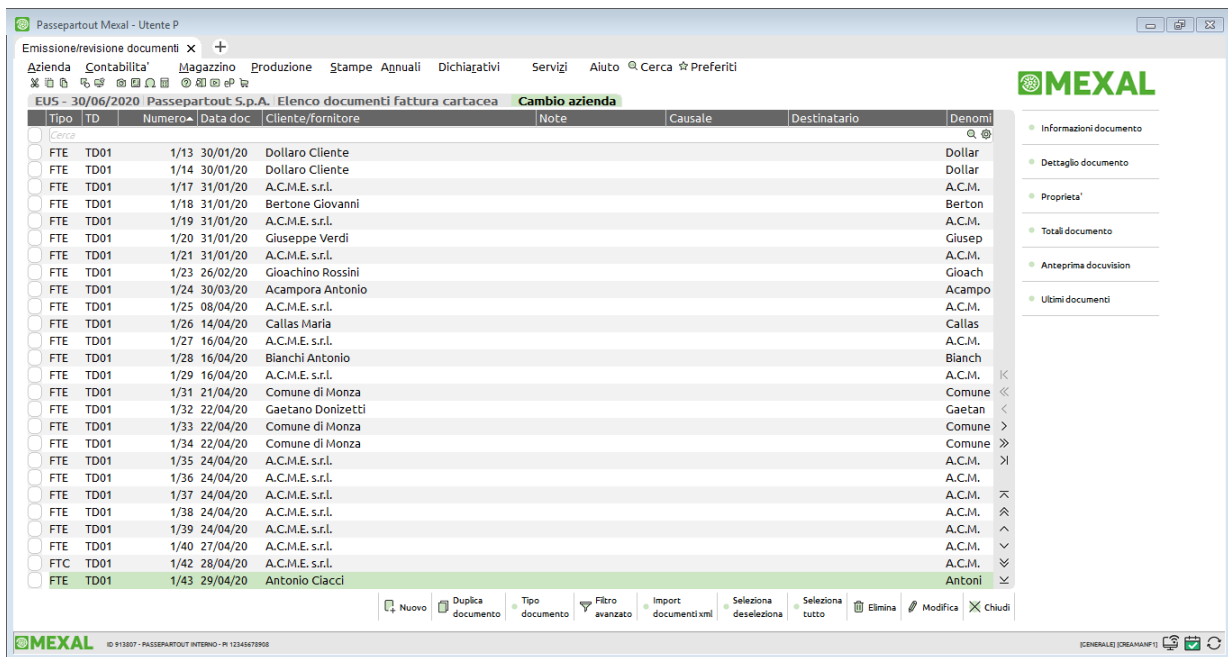 Passepartout Mexal - Utente P
Emissione/revisione documenti × +
Azienda Contabilita' Magazzino Produzione Stampe Annuali Dichiarativi Servizi Aiuto Cerca Preferiti
EUS - 30/06/2020 Passepartout S.p.A. Elenco documenti fattura cartacea Cambio azienda
MEXAL
Tipo TD Numero Data doc Cliente/fornitore Note Causale Destinatario Denomi
Cerca
FTE TD01 1/13 30/01/20 Dollaro Cliente Dollar
FTE TD01 1/14 30/01/20 Dollaro Cliente Dollar
FTE TD01 1/17 31/01/20 A.C.M.E. s.r.l. A.C.M.
FTE TD01 1/18 31/01/20 Bertone Giovanni Berton
FTE TD01 1/19 31/01/20 A.C.M.E. s.r.l. A.C.M.
FTE TD01 1/20 31/01/20 Giuseppe Verdi Giusep
FTE TD01 1/21 31/01/20 A.C.M.E. s.r.l. A.C.M.
FTE TD01 1/23 26/02/20 Gioachino Rossini Gioach
FTE TD01 1/24 30/03/20 Acampora Antonio Acampo
FTE TD01 1/25 08/04/20 A.C.M.E. s.r.l. A.C.M.
FTE TD01 1/26 14/04/20 Callas Maria Callas
FTE TD01 1/27 16/04/20 A.C.M.E. s.r.l. A.C.M.
FTE TD01 1/28 16/04/20 Bianchi Antonio Bianch
FTE TD01 1/29 16/04/20 A.C.M.E. s.r.l. A.C.M.
FTE TD01 1/31 21/04/20 Comune di Monza Comune
FTE TD01 1/32 22/04/20 Gaetano Donizetti Gaetan
FTE TD01 1/33 22/04/20 Comune di Monza Comune
FTE TD01 1/34 22/04/20 Comune di Monza Comune
FTE TD01 1/35 24/04/20 A.C.M.E. s.r.l. A.C.M.
FTE TD01 1/36 24/04/20 A.C.M.E. s.r.l. A.C.M.
FTE TD01 1/37 24/04/20 A.C.M.E. s.r.l. A.C.M.
FTE TD01 1/38 24/04/20 A.C.M.E. s.r.l. A.C.M.
FTE TD01 1/39 24/04/20 A.C.M.E. s.r.l. A.C.M.
FTE TD01 1/40 27/04/20 A.C.M.E. s.r.l. A.C.M.
FTC TD01 1/42 28/04/20 A.C.M.E. s.r.l. A.C.M.
FTE TD01 1/43 29/04/20 Antonio Ciacci Antoni
Informazioni documento
Dettaglio documento
Proprieta'
Totali documento
Anteprima docuvision
Ultimi documenti
Nuovo
Duplica
documento
Tipo
documento
Filtro
avanzato
Import
documenti xml
Seleziona
deseleziona
Seleziona
tutto
Elimina
Modifica
Chiudi
MEXAL ID 913807 - PASSEPARTOUT INTERNO - PI 12345678908
[GENERALE] [CREAMANF1]